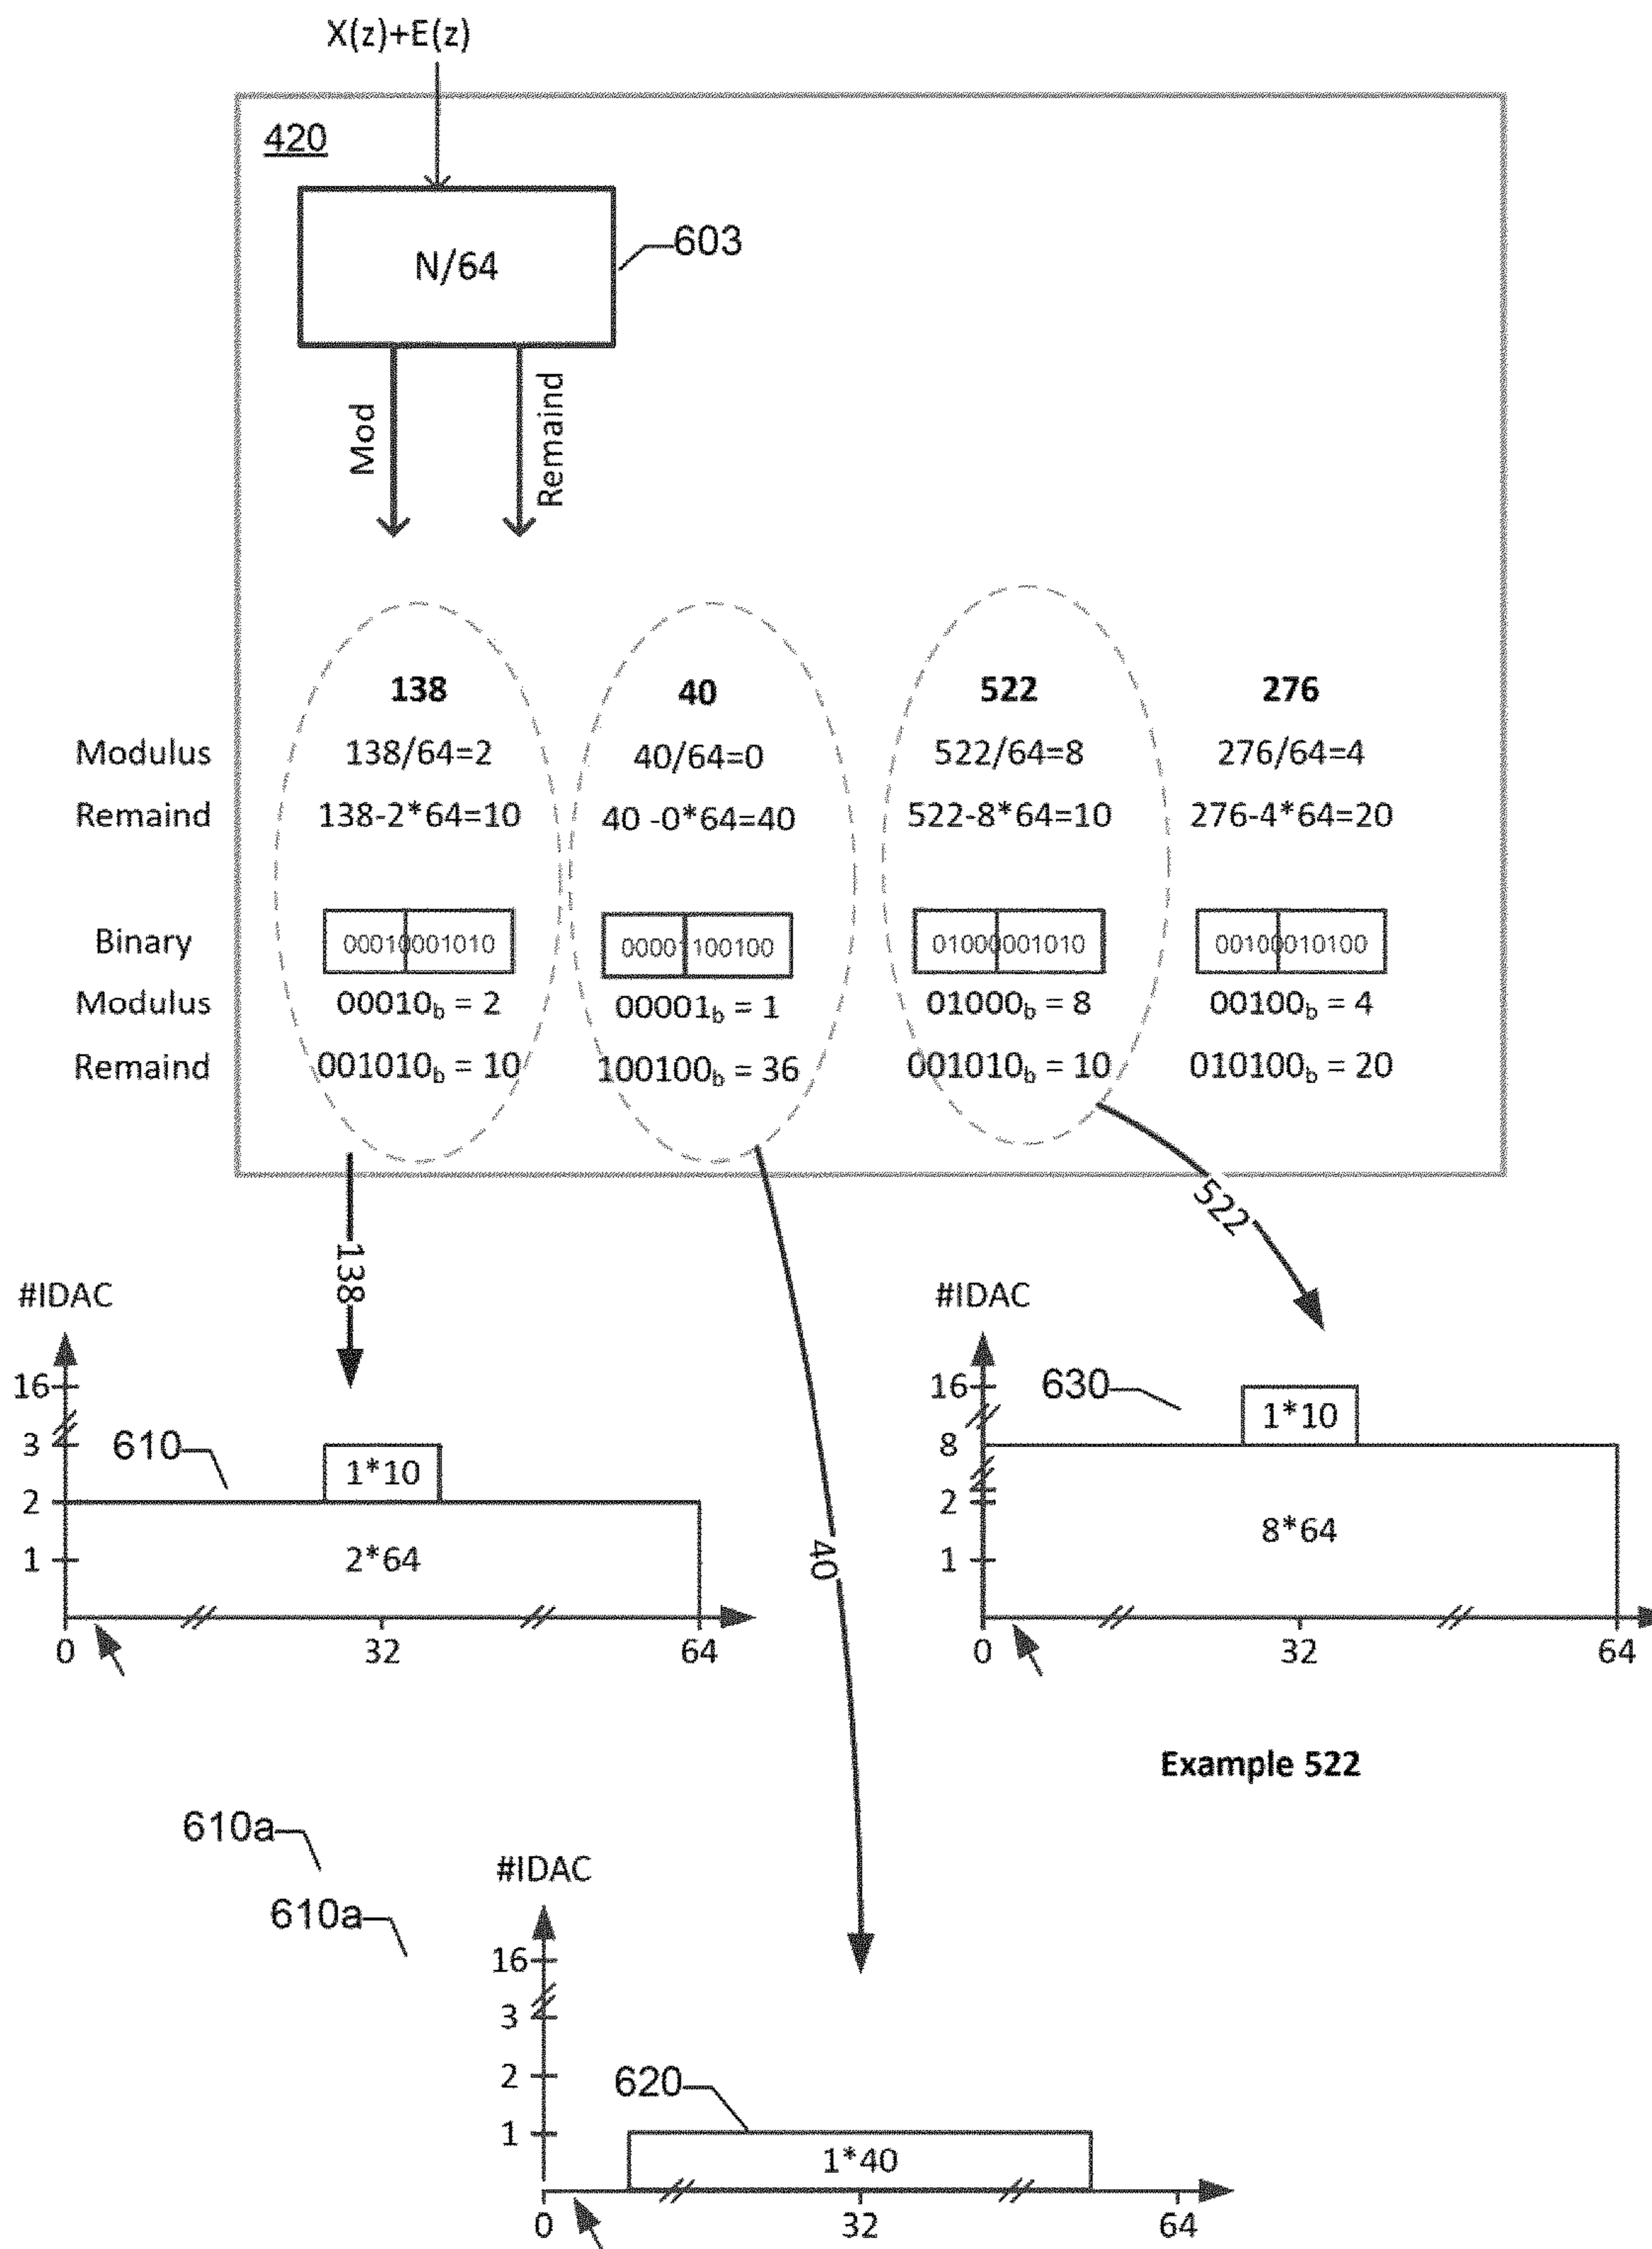 X(z)+E(z)
420
N/64
603
Mod
Remaind
138 40 522 276
Modulus 138/64=2 40/64=0 522/64=8 276/64=4
Remaind 138-2*64=10 40 -0*64=40 522-8*64=10 276-4*64=20
Binary 00010001010 00001100100 01000001010 00100010100
Modulus 00010b = 2 00001b = 1 01000b = 8 00100b = 4
Remaind 001010b = 10 100100b = 36 001010b = 10 010100b = 20
138
40
522
#IDAC
16
3
2
1
610
1*10
2*64
0 32 64
#IDAC
16
8
2
1
630
1*10
8*64
0 32 64
Example 522
610a
610a
#IDAC
16
3
2
1
620
1*40
0 32 64